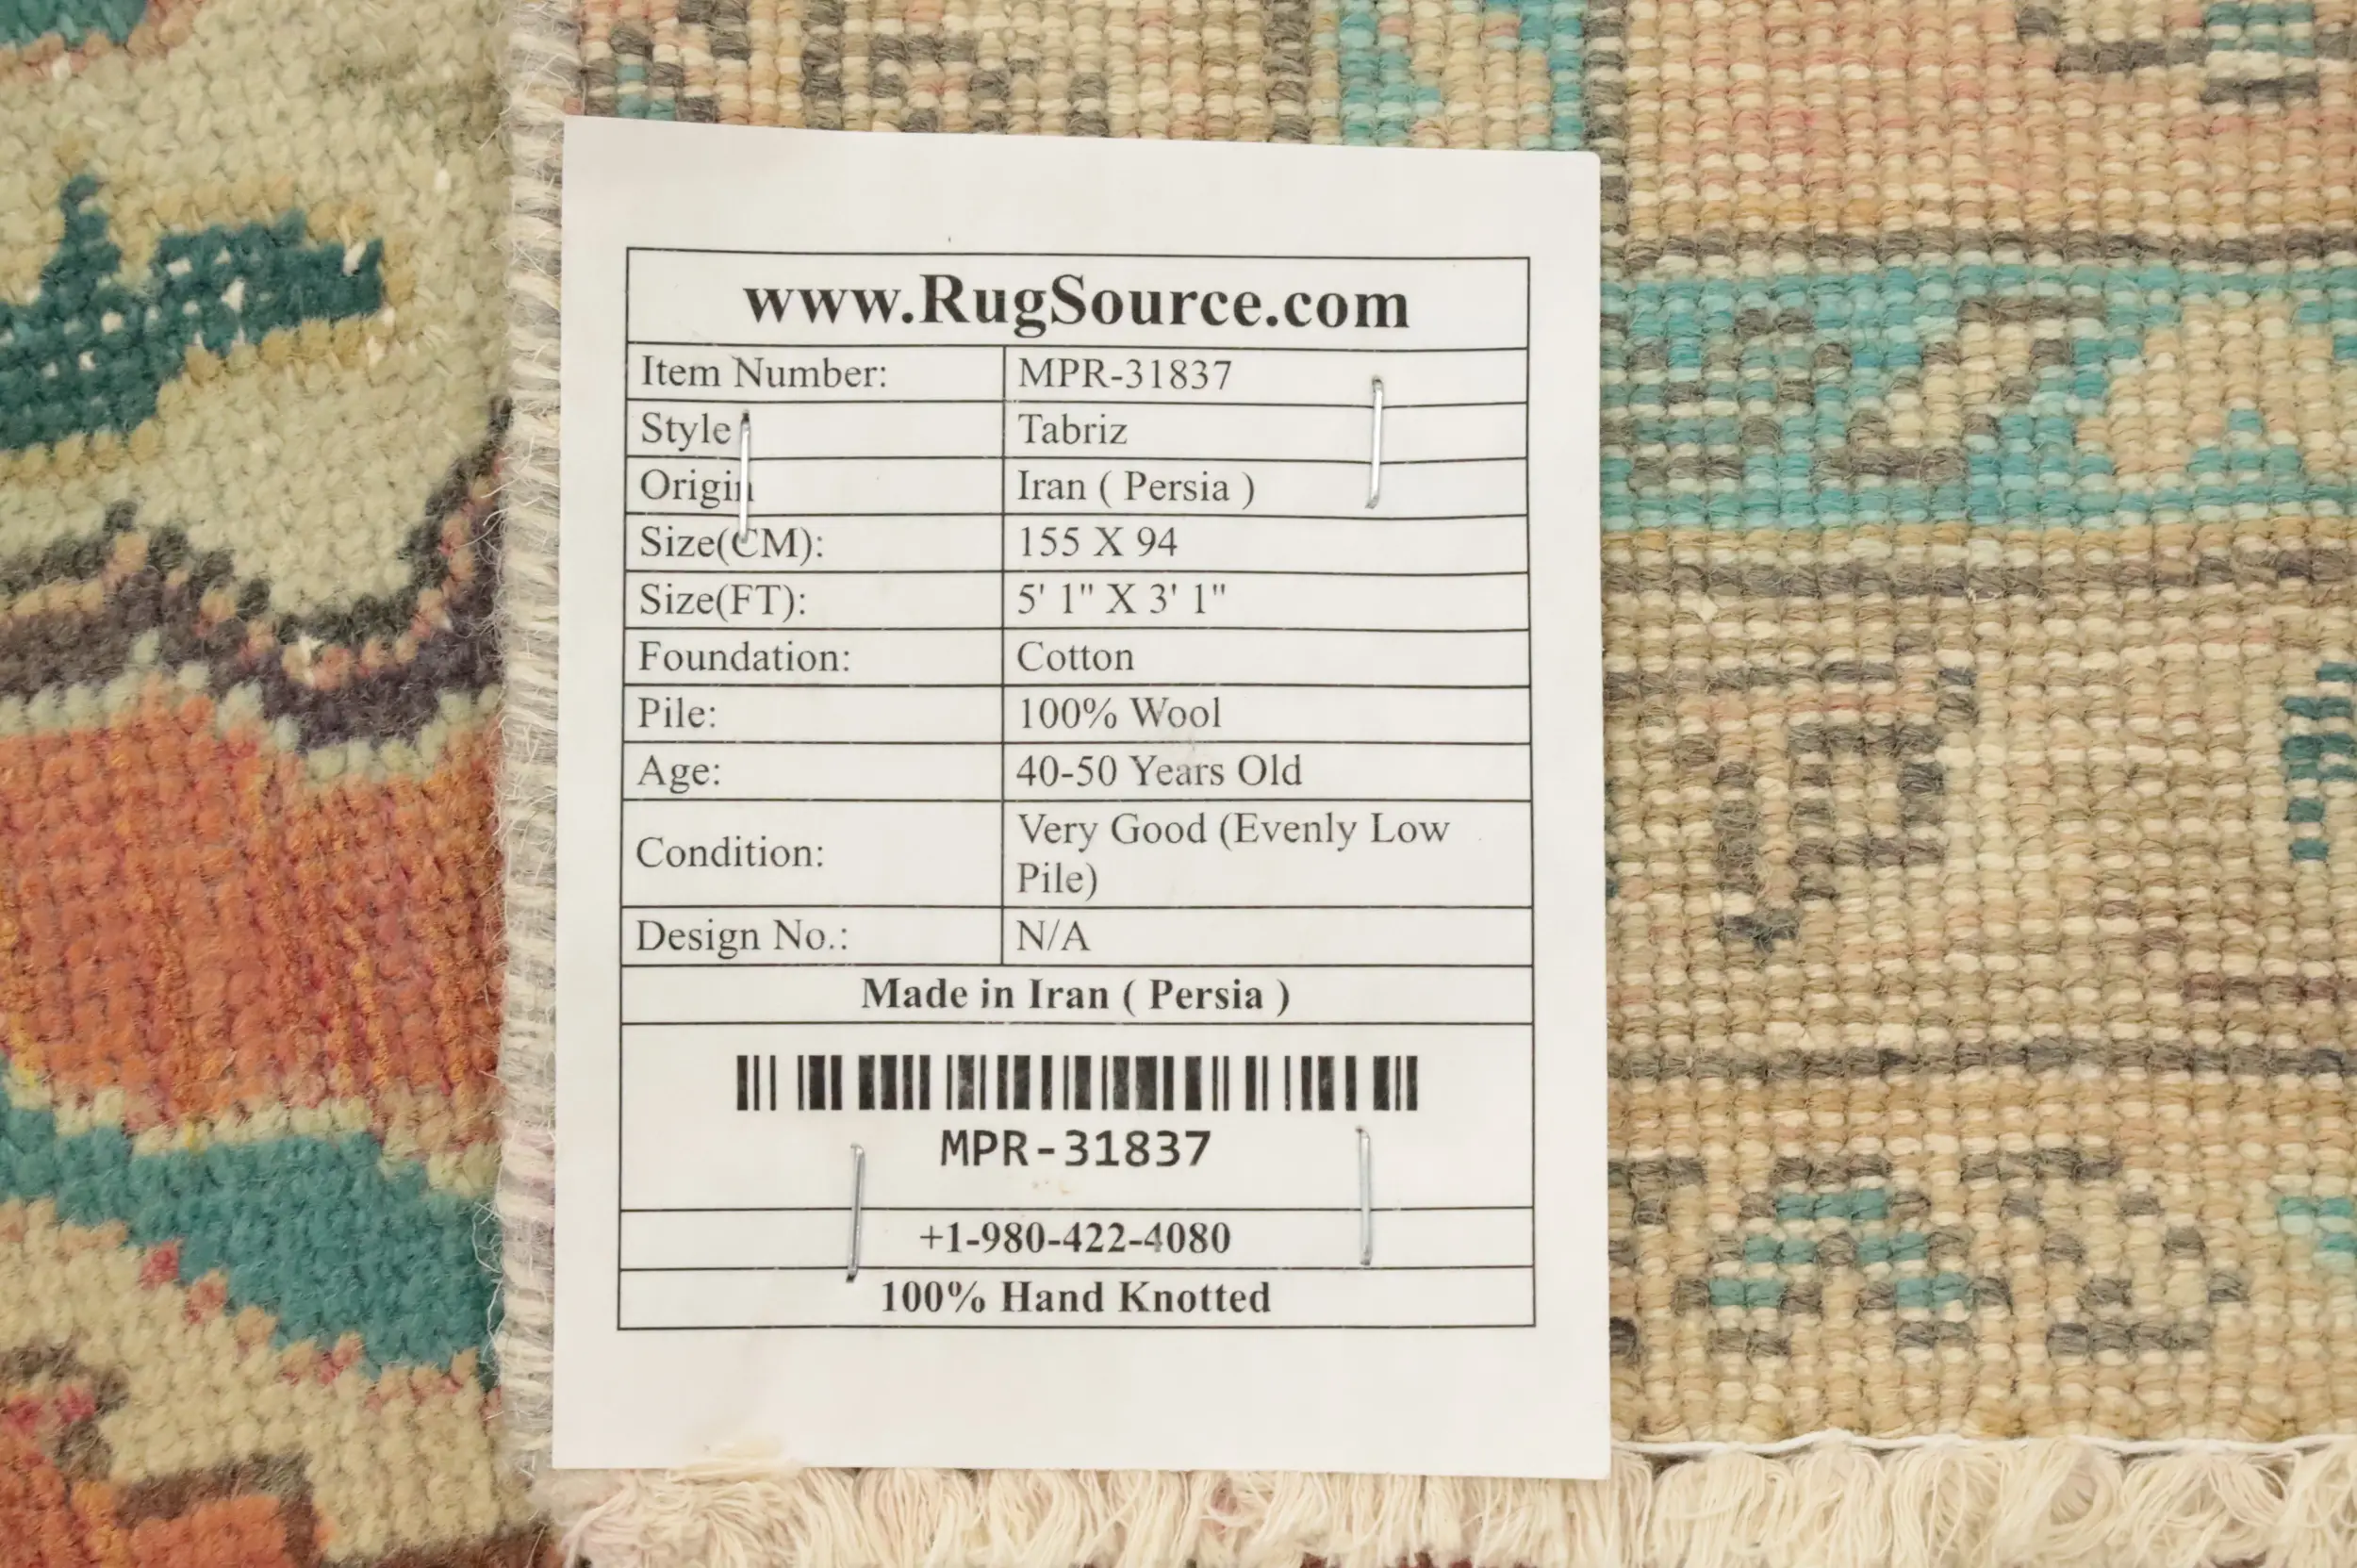 www.RugSource.com
Item Number: MPR-31837
Style Tabriz
Origin Iran ( Persia )
Size(CM): 155 X 94
Size(FT): 5' 1" X 3' 1"
Foundation: Cotton
Pile: 100% Wool
Age: 40-50 Years Old
Condition: Very Good (Evenly Low
Pile)
Design No.: N/A
Made in Iran ( Persia )
MPR-31837
+1-980-422-4080
100% Hand Knotted